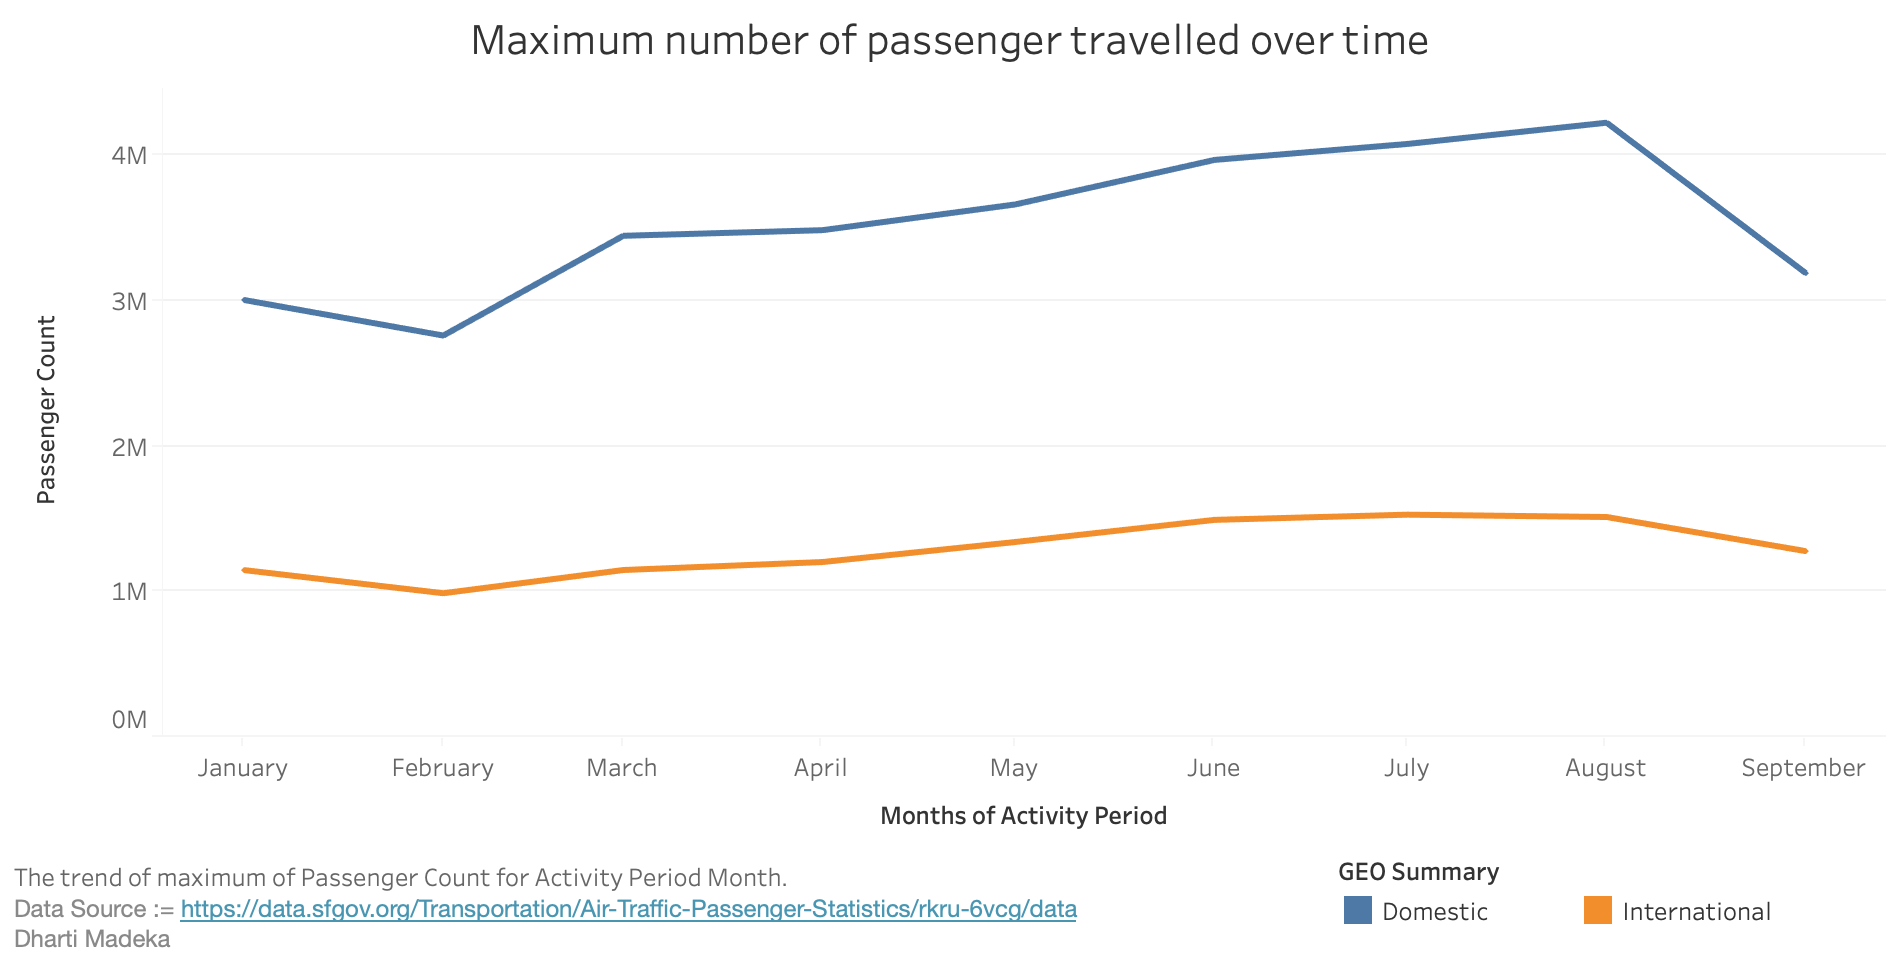 Maximum number of passenger travelled over time
Passenger Count
4M
3M
2M
1M
0M
January February March April May June July August September
Months of Activity Period
The trend of maximum of Passenger Count for Activity Period Month.
Data Source := https://data.sfgov.org/Transportation/Air-Traffic-Passenger-Statistics/rkru-6vcg/data
Dharti Madeka
GEO Summary
Domestic International